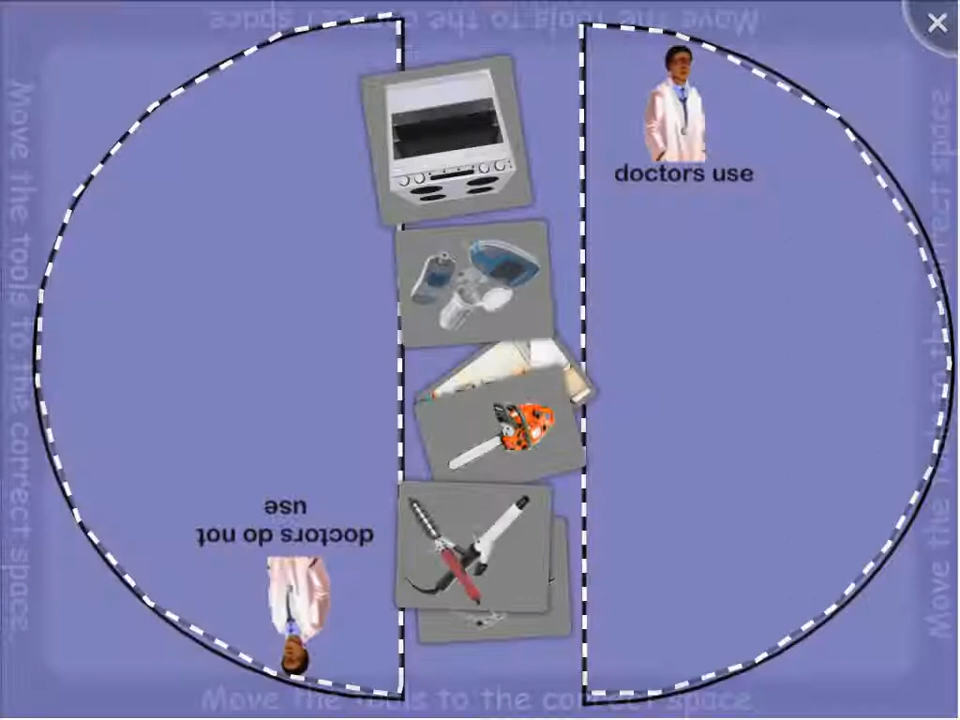 Move the Tools to the correct space
doctors use
Move the tools to the correct space
Move the tools to the correct space
doctors do not
use
Move the tools to the correct space